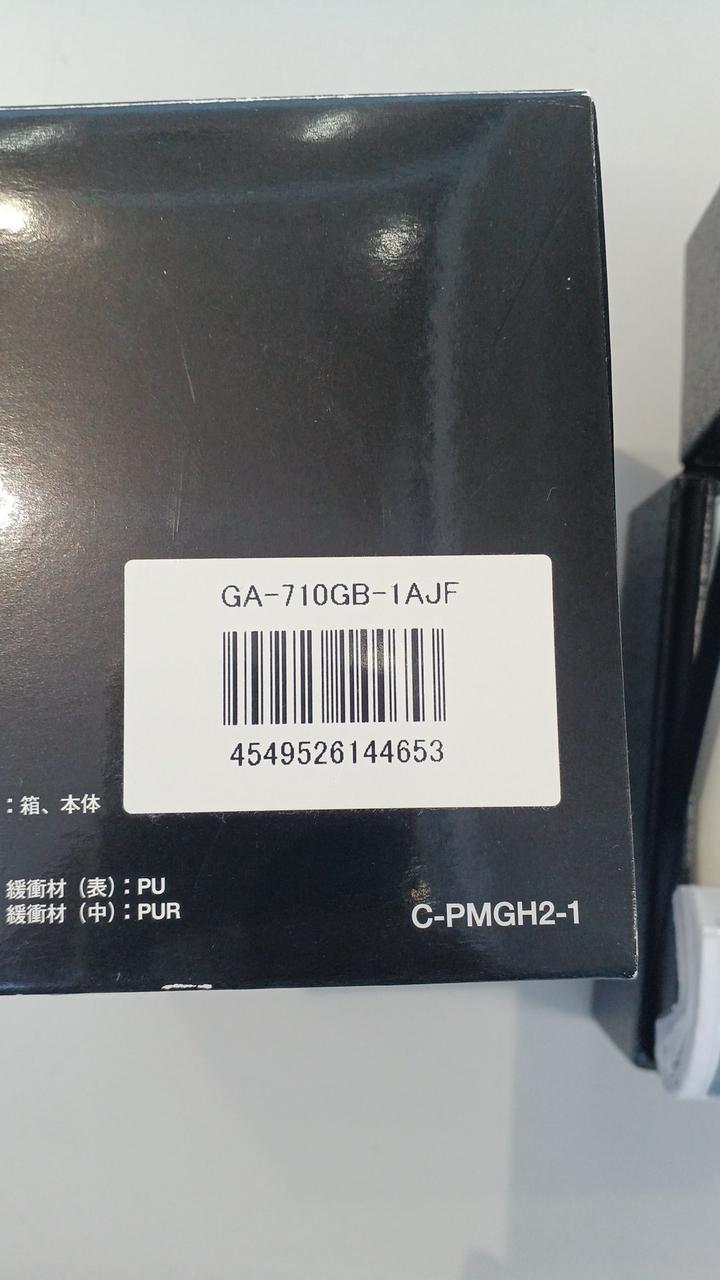 GA-710GB-1AJF
4549526144653
：箱、本体
緩衝材（表）：PU
緩衝材（中）：PUR
C-PMGH2-1